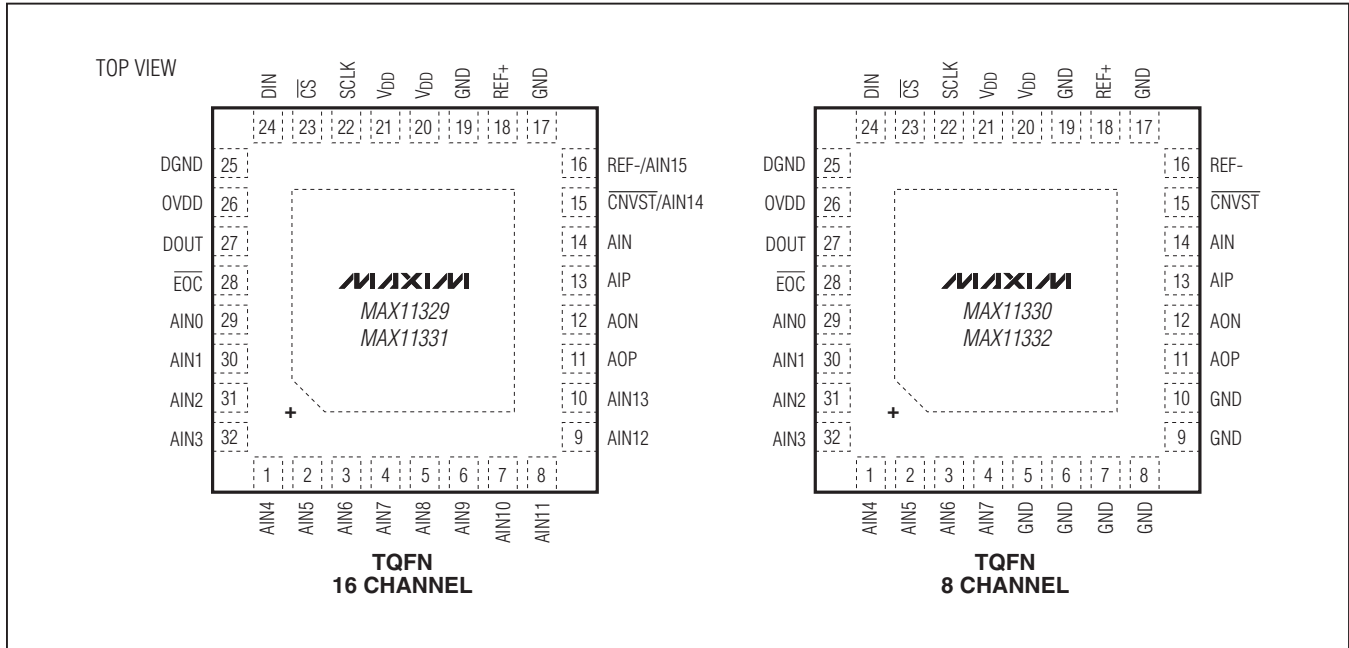 TOP VIEW
DIN C̅S̅ SCLK VDD VDD GND REF+ GND
24 23 22 21 20 19 18 17
DGND 25
OVDD 26
DOUT 27
E̅O̅C̅ 28
AIN0 29
AIN1 30
AIN2 31
AIN3 32
16 REF-/AIN15
15 C̅N̅V̅S̅T̅/AIN14
14 AIN
13 AIP
12 AON
11 AOP
10 AIN13
9 AIN12
MAXIM
MAX11329
MAX11331
+
1 2 3 4 5 6 7 8
AIN4 AIN5 AIN6 AIN7 AIN8 AIN9 AIN10 AIN11
TQFN
16 CHANNEL
DIN C̅S̅ SCLK VDD VDD GND REF+ GND
24 23 22 21 20 19 18 17
DGND 25
OVDD 26
DOUT 27
E̅O̅C̅ 28
AIN0 29
AIN1 30
AIN2 31
AIN3 32
16 REF-
15 C̅N̅V̅S̅T̅
14 AIN
13 AIP
12 AON
11 AOP
10 GND
9 GND
MAXIM
MAX11330
MAX11332
+
1 2 3 4 5 6 7 8
AIN4 AIN5 AIN6 AIN7 GND GND GND GND
TQFN
8 CHANNEL